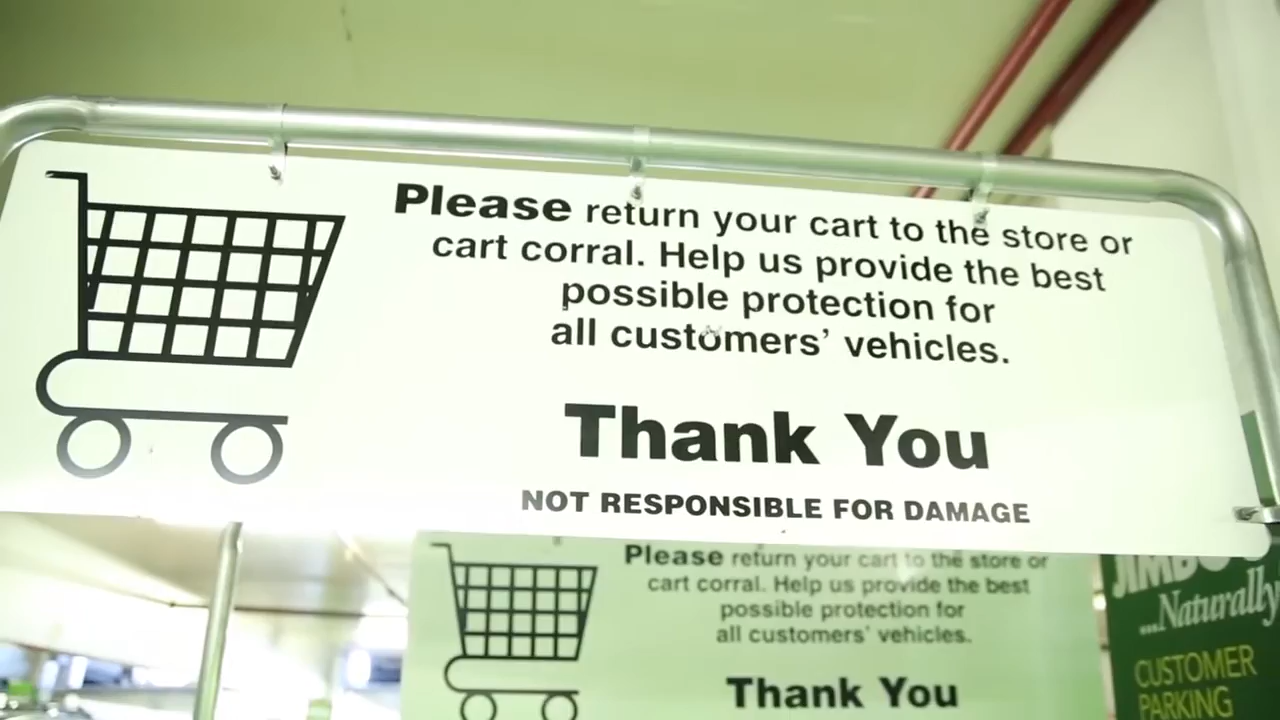 Please return your cart to the store or
cart corral. Help us provide the best
possible protection for
all customers' vehicles.
Thank You
NOT RESPONSIBLE FOR DAMAGE
Please return your cart to the store or
cart corral. Help us provide the best
possible protection for
all customers' vehicles.
Thank You
...Naturally
CUSTOMER
PARKING